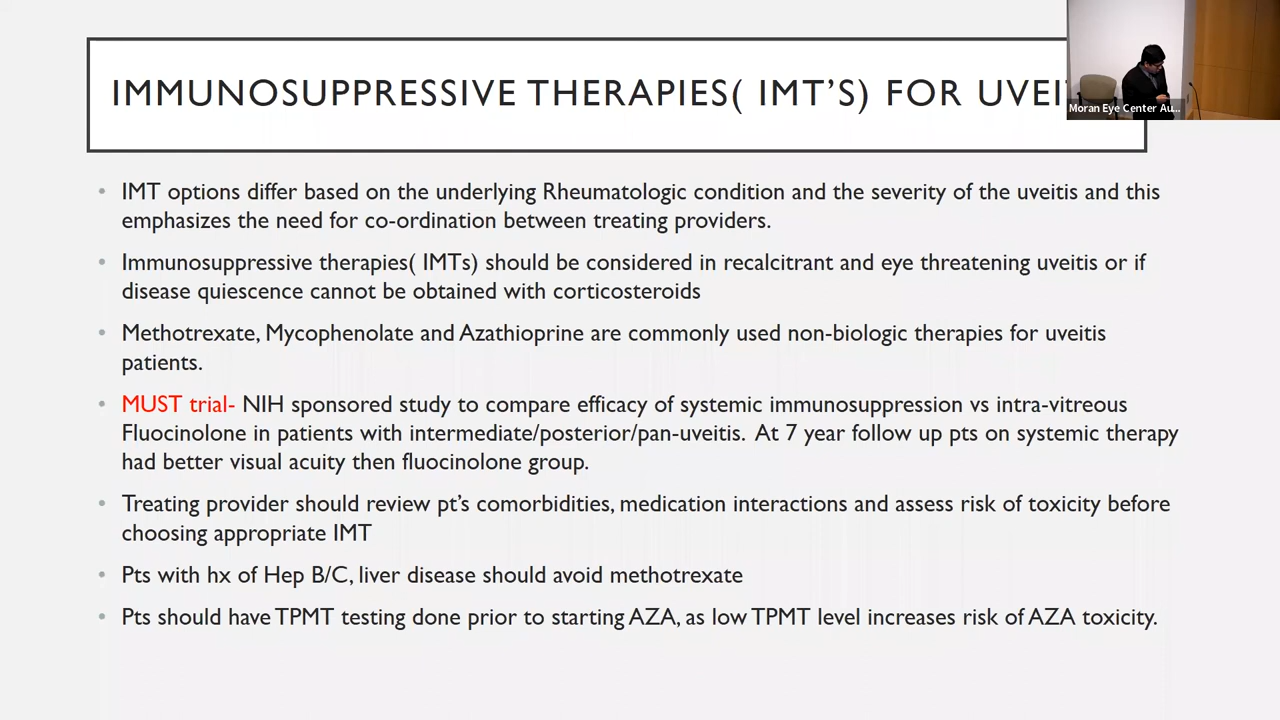 IMMUNOSUPPRESSIVE THERAPIES( IMT'S) FOR
Moran Eye Center Au...
• IMT options differ based on the underlying Rheumatologic condition and the severity of the uveitis and this
emphasizes the need for co-ordination between treating providers.
• Immunosuppressive therapies( IMTs) should be considered in recalcitrant and eye threatening uveitis or if
disease quiescence cannot be obtained with corticosteroids
• Methotrexate, Mycophenolate and Azathioprine are commonly used non-biologic therapies for uveitis
patients.
• MUST trial- NIH sponsored study to compare efficacy of systemic immunosuppression vs intra-vitreous
Fluocinolone in patients with intermediate/posterior/pan-uveitis. At 7 year follow up pts on systemic therapy
had better visual acuity then fluocinolone group.
• Treating provider should review pt's comorbidities, medication interactions and assess risk of toxicity before
choosing appropriate IMT
• Pts with hx of Hep B/C, liver disease should avoid methotrexate
• Pts should have TPMT testing done prior to starting AZA, as low TPMT level increases risk of AZA toxicity.